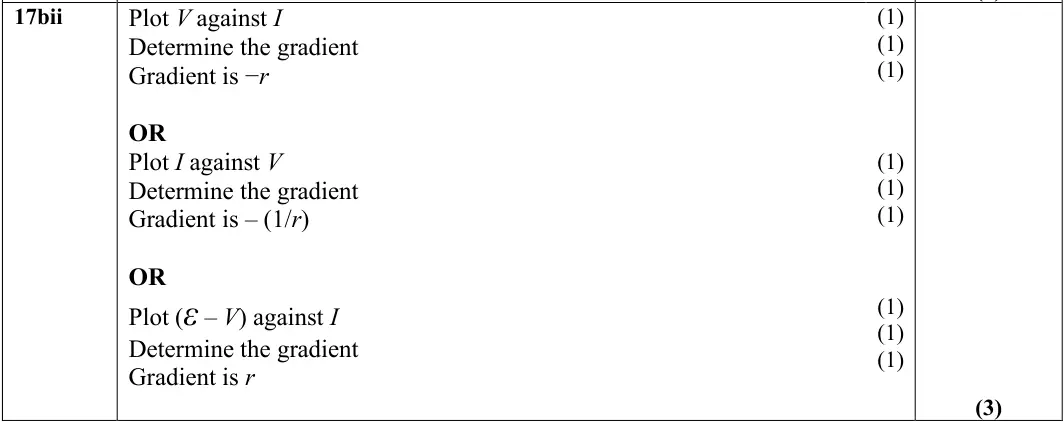 17bii
Plot V against I (1)
Determine the gradient (1)
Gradient is −r (1)
OR
Plot I against V (1)
Determine the gradient (1)
Gradient is – (1/r) (1)
OR
Plot (Ɛ – V) against I (1)
Determine the gradient (1)
Gradient is r (1)
(3)